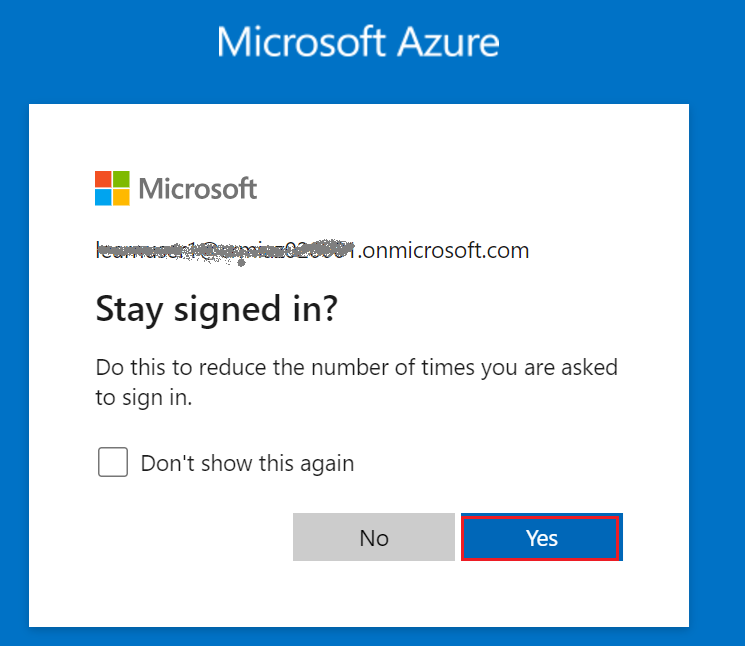 Microsoft Azure
Microsoft
.onmicrosoft.com
Stay signed in?
Do this to reduce the number of times you are asked
to sign in.
Don't show this again
No
Yes